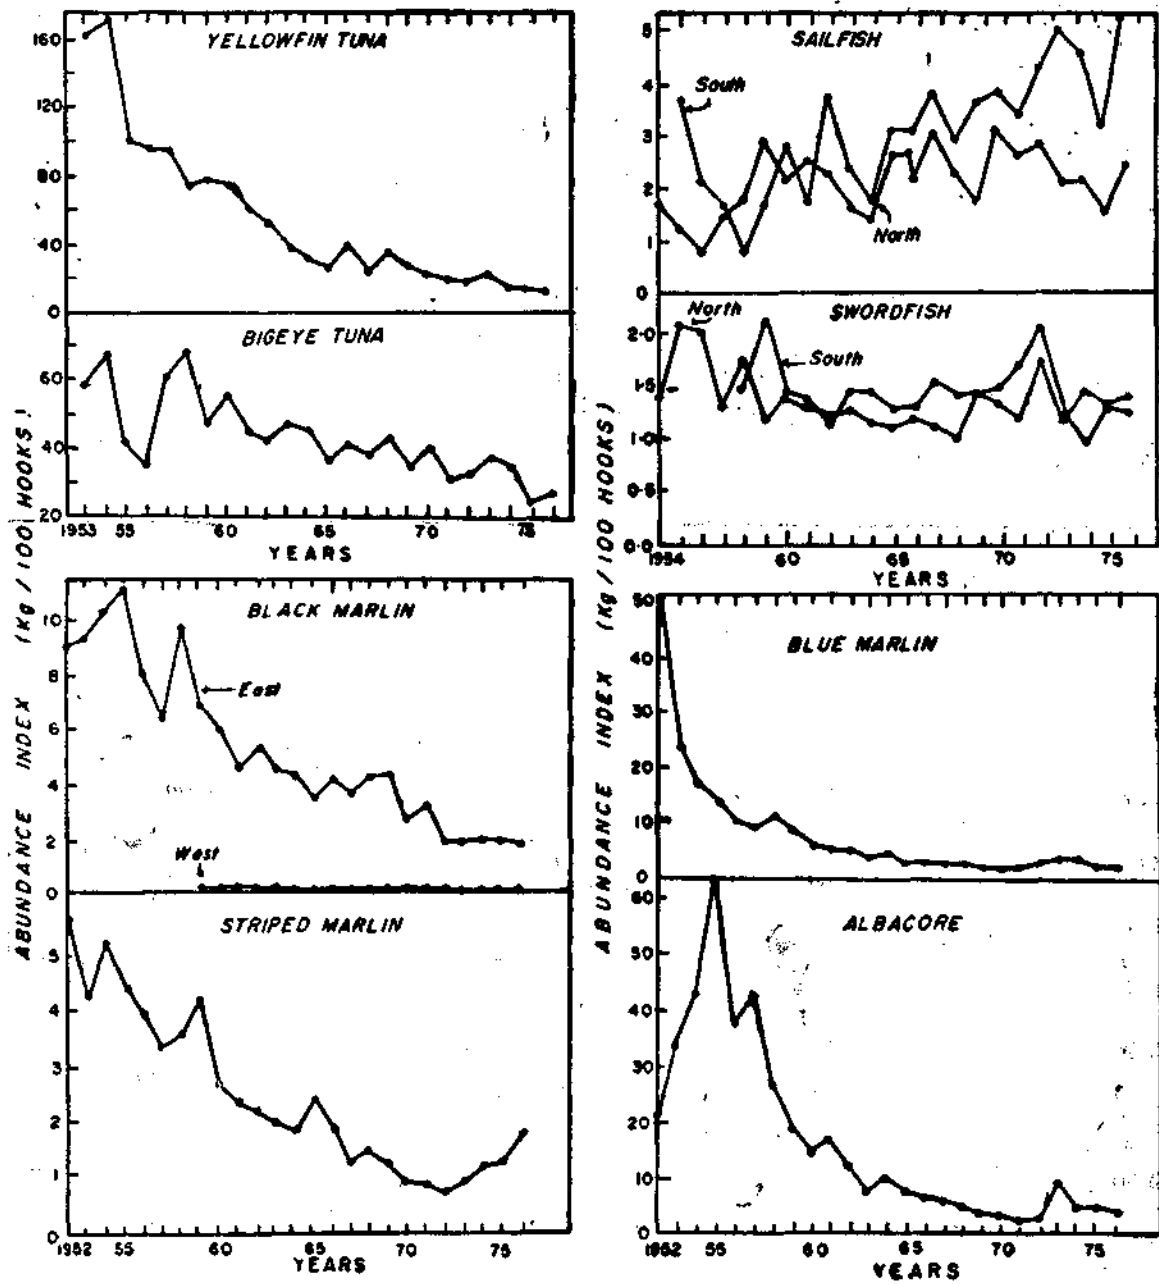 YELLOWFIN TUNA
160
120
80
40
0
BIGEYE TUNA
60
40
20
1953 55 60 65 70 75
YEARS
BLACK MARLIN
10
8
6
4
2
0
East
West
STRIPED MARLIN
5
4
3
2
1
0
1952 55 60 65 70 75
YEARS
ABUNDANCE INDEX (Kg / 100 HOOKS)
SAILFISH
5
4
3
2
1
0
South
North
SWORDFISH
2.0
1.5
1.0
0.5
0.0
North
South
1954 60 65 70 75
YEARS
BLUE MARLIN
50
40
30
20
10
0
ALBACORE
60
50
40
30
20
10
0
1952 55 60 65 70 75
YEARS
ABUNDANCE INDEX (Kg / 100 HOOKS)